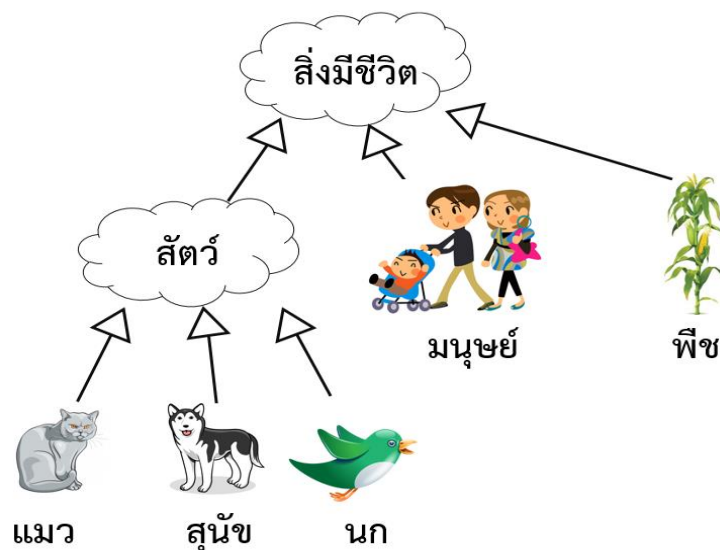 สิ่งมีชีวิต
สัตว์
มนุษย์
พืช
แมว
สุนัข
นก